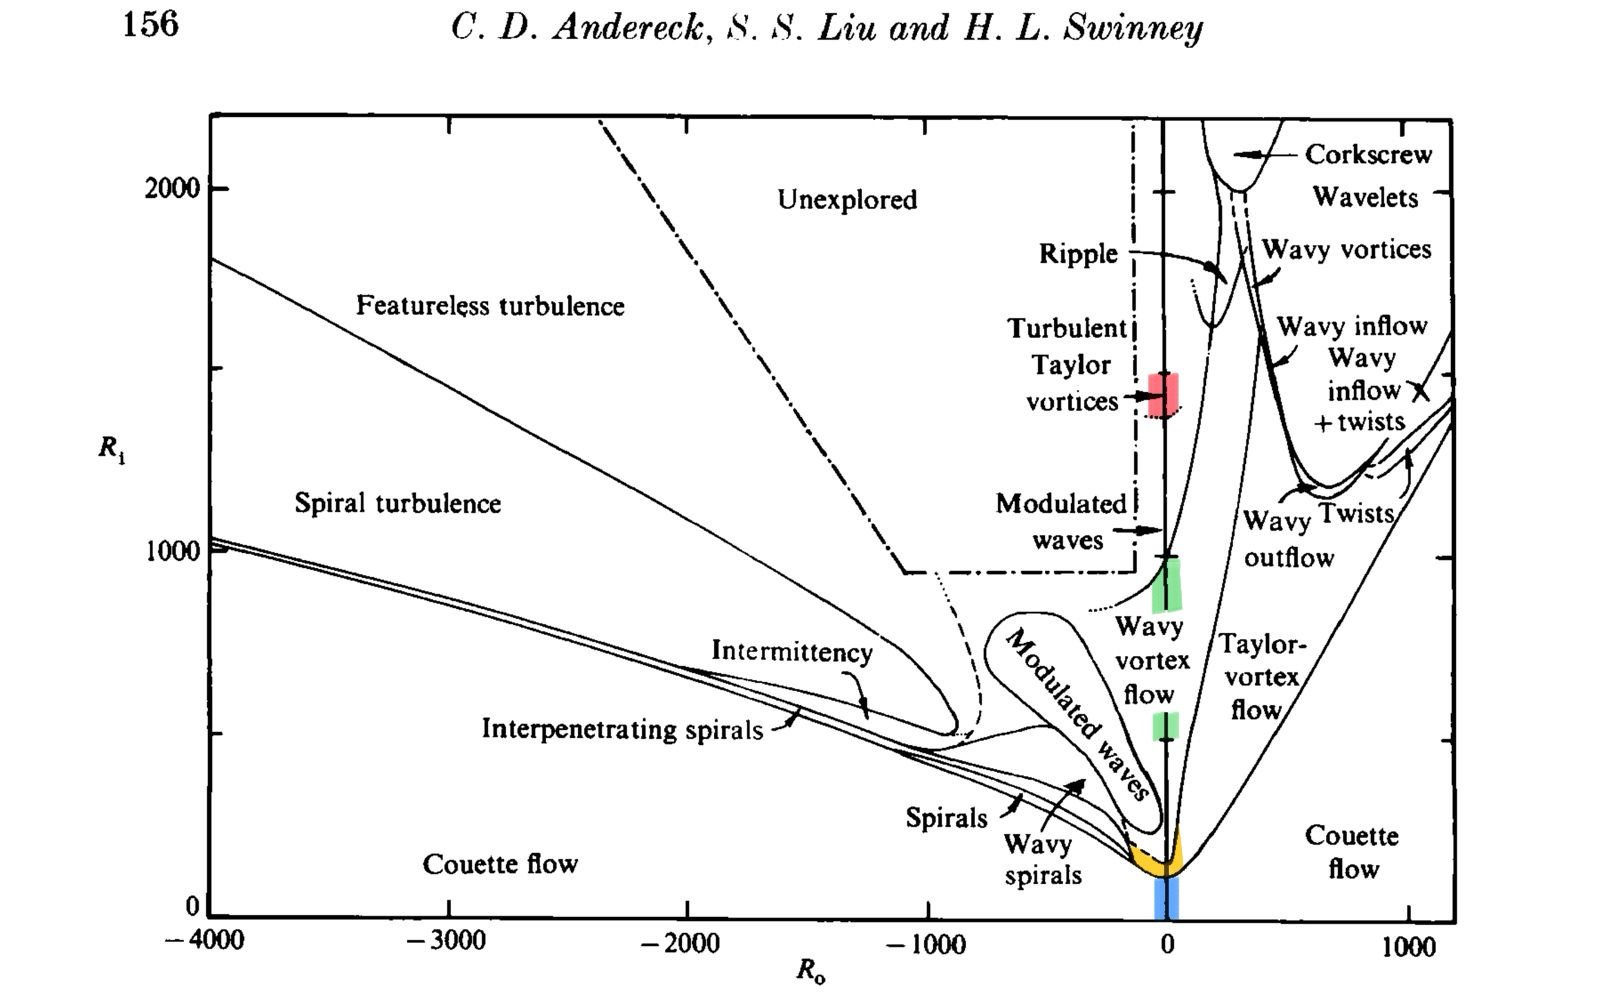 156
C. D. Andereck, S. S. Liu and H. L. Swinney
Corkscrew
2000
Unexplored
Wavelets
Ripple
Wavy vortices
Featureless turbulence
Turbulent
Taylor
vortices
Wavy inflow
Wavy
inflow
+ twists
R₁
Spiral turbulence
Modulated
waves
Wavy
outflow
Twists
1000
Wavy
vortex
flow
Taylor-
vortex
flow
Intermittency
Modulated waves
Interpenetrating spirals
Spirals
Wavy
spirals
Couette flow
Couette
flow
0
−4000
−3000
−2000
−1000
0
1000
Rₒ